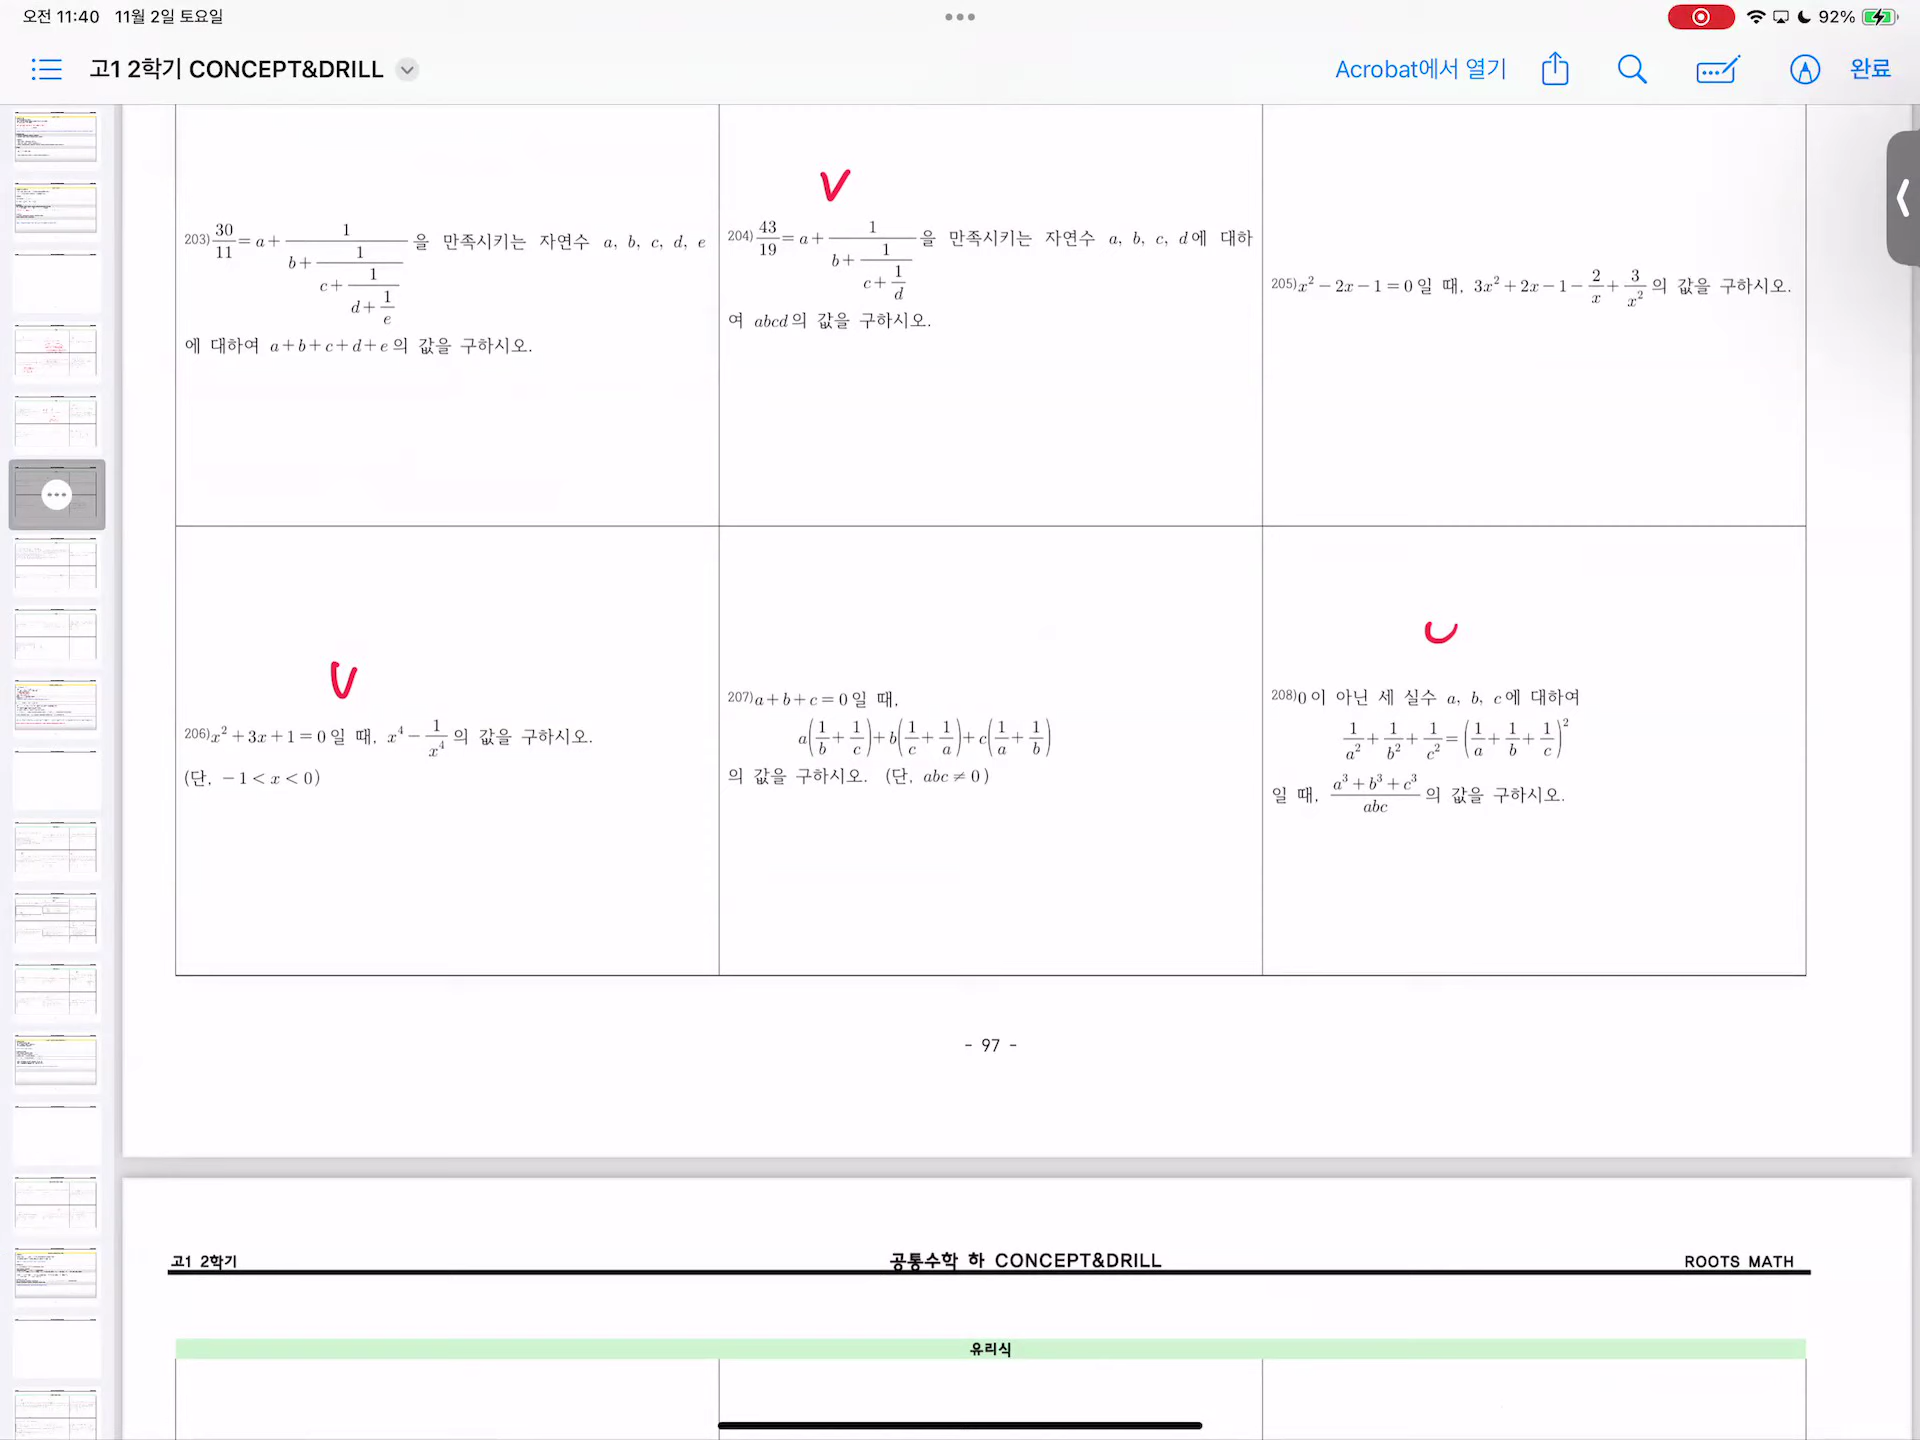 오전 11:40 11월 2일 토요일
92%
고1 2학기 CONCEPT&DRILL
Acrobat에서 열기
완료
203) 30/11 = a + 1/(b + 1/(c + 1/(d + 1/e))) 을 만족시키는 자연수 a, b, c, d, e
에 대하여 a+b+c+d+e의 값을 구하시오.
V
204) 43/19 = a + 1/(b + 1/(c + 1/d)) 을 만족시키는 자연수 a, b, c, d에 대하
여 abcd의 값을 구하시오.
205) x² − 2x − 1 = 0일 때, 3x² + 2x − 1 − 2/x + 3/x² 의 값을 구하시오.
V
206) x² + 3x + 1 = 0일 때, x⁴ − 1/x⁴ 의 값을 구하시오.
(단, −1 < x < 0)
207) a + b + c = 0일 때,
a(1/b + 1/c) + b(1/c + 1/a) + c(1/a + 1/b)
의 값을 구하시오. (단, abc ≠ 0)
208) 0이 아닌 세 실수 a, b, c에 대하여
1/a² + 1/b² + 1/c² = (1/a + 1/b + 1/c)²
일 때, (a³ + b³ + c³)/abc 의 값을 구하시오.
- 97 -
고1 2학기
공통수학 하 CONCEPT&DRILL
ROOTS MATH
유리식